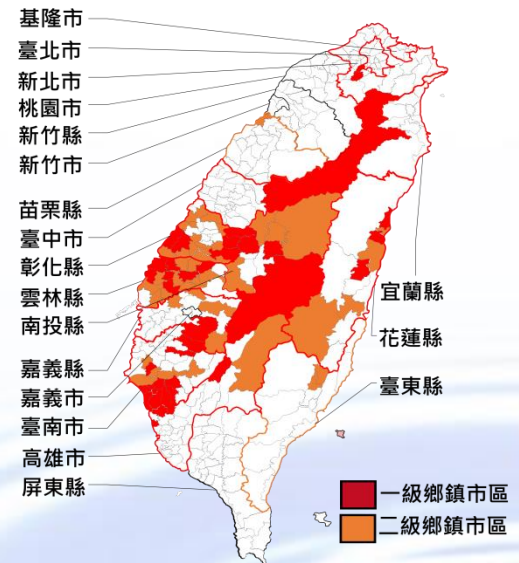 基隆市
臺北市
新北市
桃園市
新竹縣
新竹市
苗栗縣
臺中市
彰化縣
雲林縣
南投縣
嘉義縣
嘉義市
臺南市
高雄市
屏東縣
宜蘭縣
花蓮縣
臺東縣
一級鄉鎮市區
二級鄉鎮市區